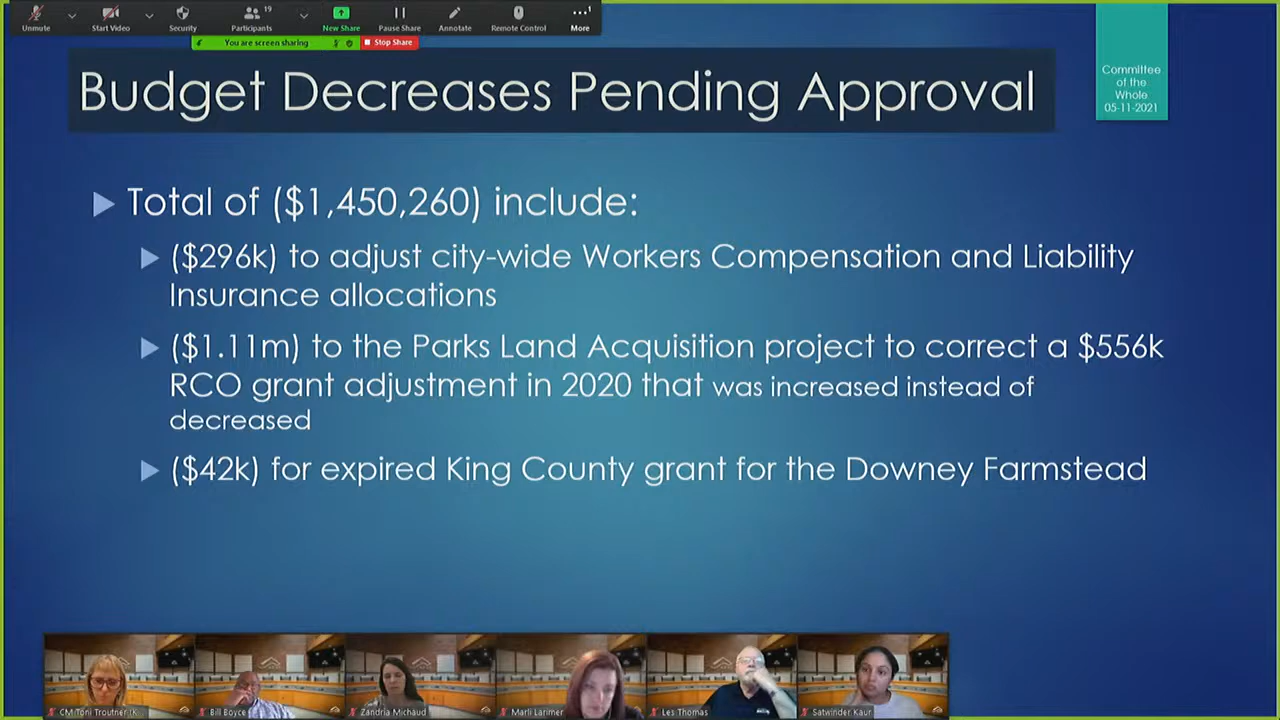 Unmute
Start Video
Security
Participants
19
New Share
Pause Share
Annotate
Remote Control
1
More
You are screen sharing
Stop Share
Budget Decreases Pending Approval
Committee
of the
Whole
05-11-2021
Total of ($1,450,260) include:
($296k) to adjust city-wide Workers Compensation and Liability
Insurance allocations
($1.11m) to the Parks Land Acquisition project to correct a $556k
RCO grant adjustment in 2020 that was increased instead of
decreased
($42k) for expired King County grant for the Downey Farmstead
CM Toni Troutner (K...
Bill Boyce
Zandria Michaud
Marli Larimer
Les Thomas
Satwinder Kaur